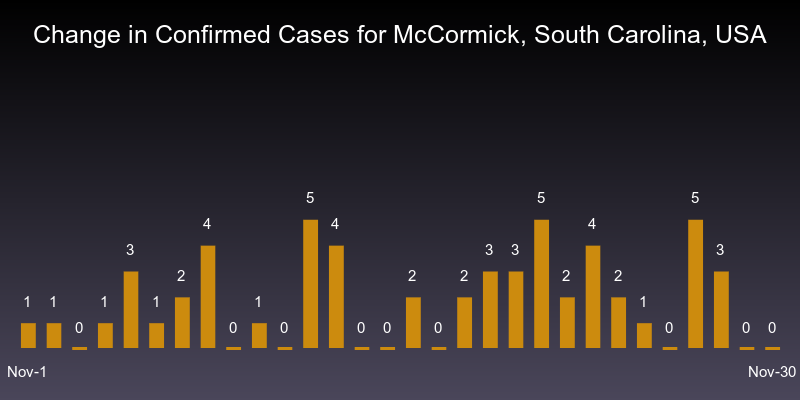 Change in Confirmed Cases for McCormick, South Carolina, USA
1 1 0 1 3 1 2 4 0 1 0 5 4 0 0 2 0 2 3 3 5 2 4 2 1 0 5 3 0 0
Nov-1 Nov-30